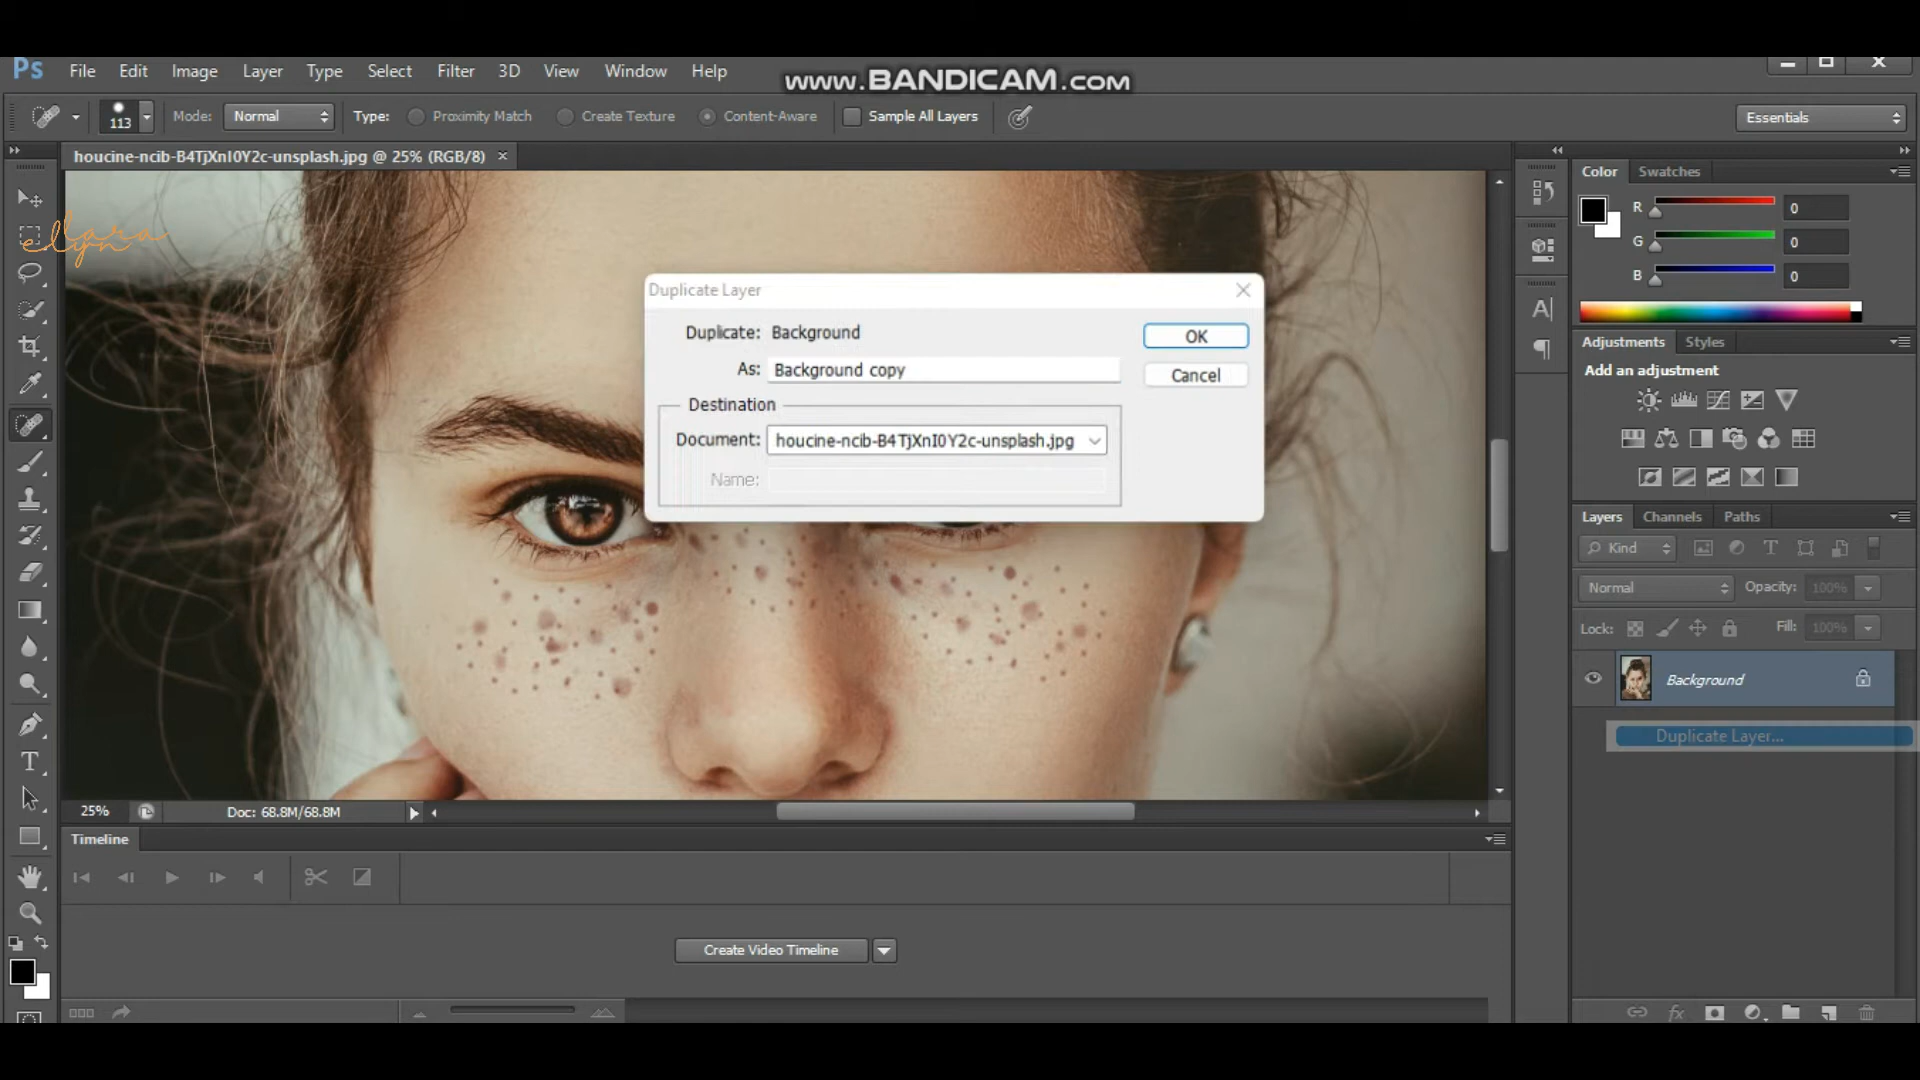 Ps File Edit Image Layer Type Select Filter 3D View Window Help
www.BANDICAM.com
113 Mode: Normal Type: Proximity Match Create Texture Content-Aware Sample All Layers Essentials
houcine-ncib-B4TjXnI0Y2c-unsplash.jpg @ 25% (RGB/8) ×
Color Swatches
R 0
G 0
B 0
ellara
edlyn
Duplicate Layer
Duplicate: Background
OK
As: Background copy
Cancel
Destination
Document: houcine-ncib-B4TjXnI0Y2c-unsplash.jpg
Name:
Adjustments Styles
Add an adjustment
Layers Channels Paths
Kind
Normal Opacity: 100%
Lock: Fill: 100%
Background
Duplicate Layer...
25% Doc: 68.8M/68.8M
Timeline
Create Video Timeline